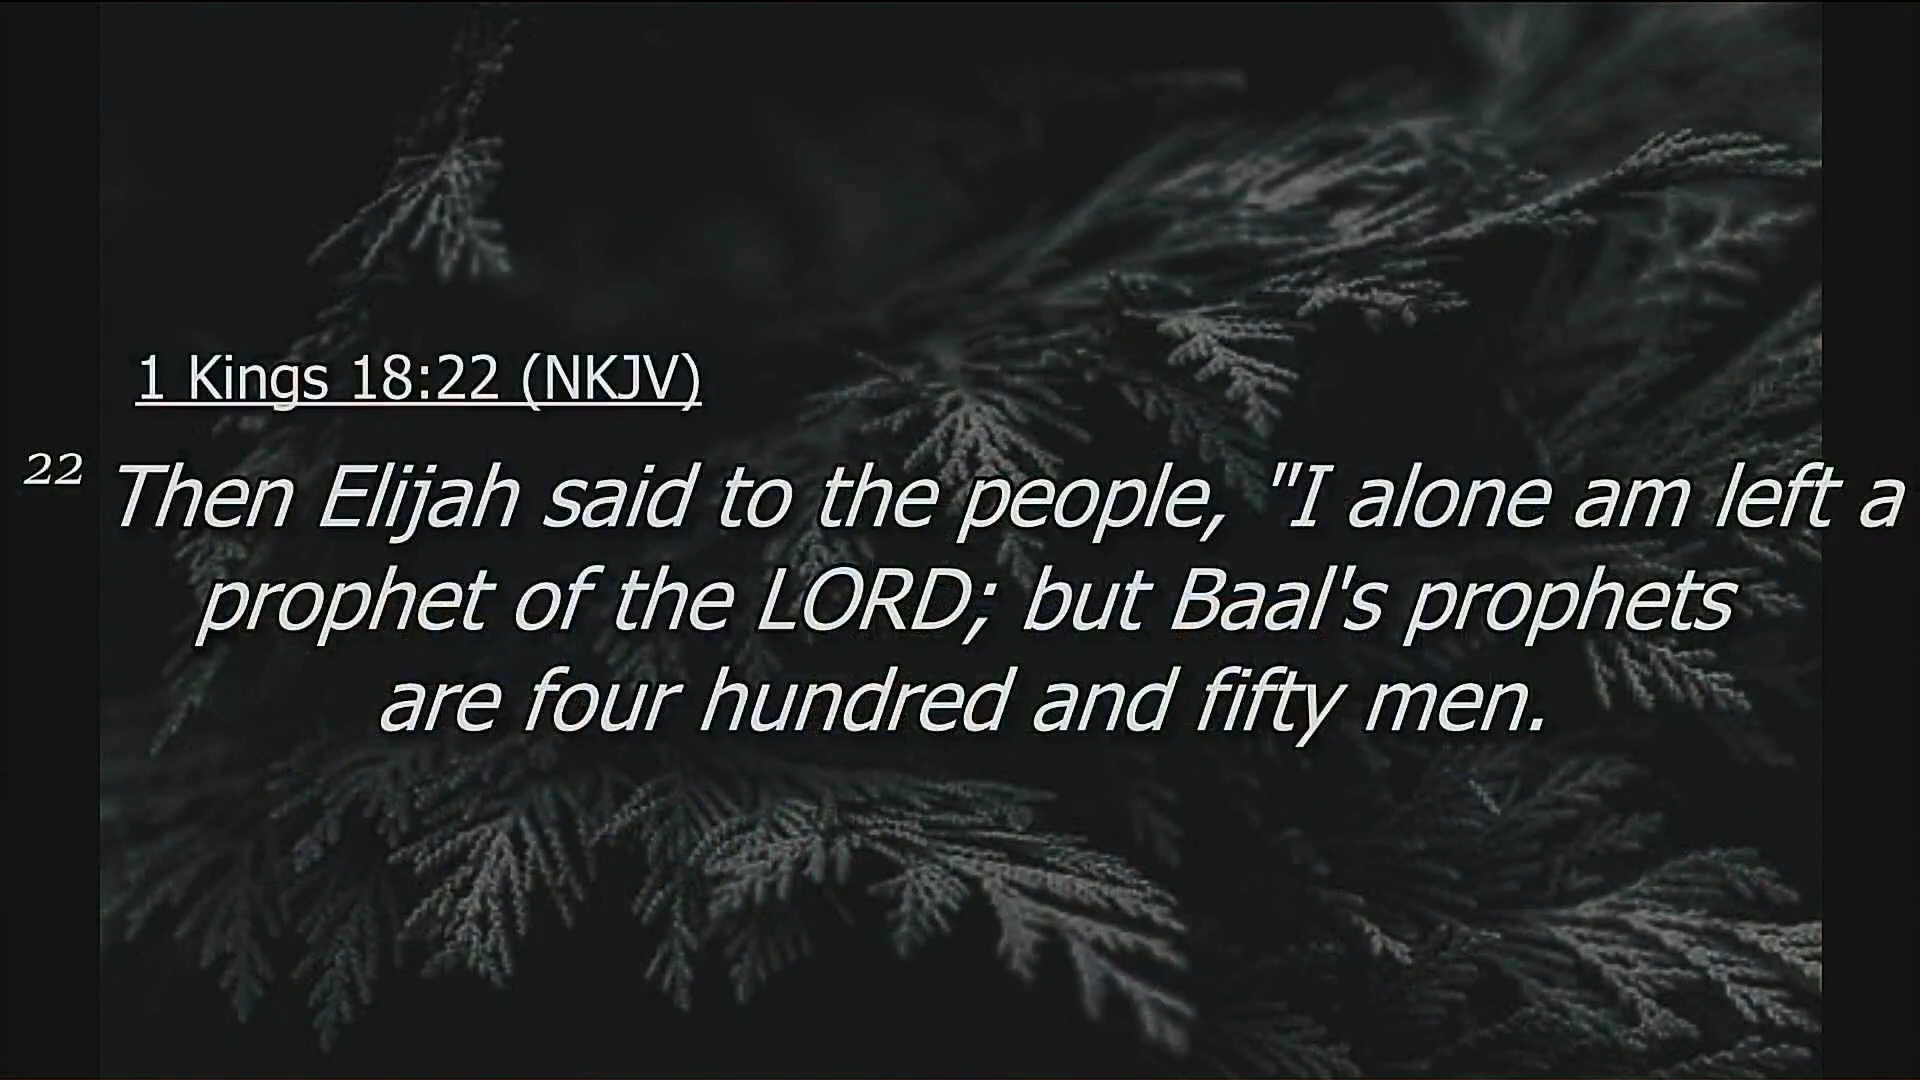 1 Kings 18:22 (NKJV)
22 Then Elijah said to the people, "I alone am left a
prophet of the LORD; but Baal's prophets
are four hundred and fifty men.